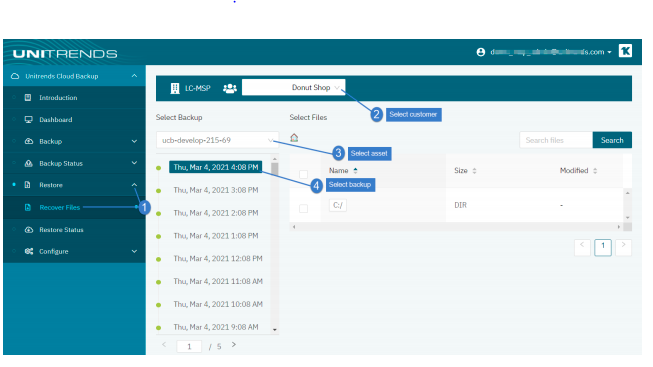 UNITRENDS
s.com
Unitrends Cloud Backup
Introduction
Dashboard
Backup
Backup Status
Restore
Recover Files
Restore Status
Configure
1
LC-MSP
Donut Shop
2 Select customer
Select Backup
Select Files
ucb-develop-215-69
3 Select asset
Search files
Search
Thu, Mar 4, 2021 4:08 PM
Thu, Mar 4, 2021 3:08 PM
Thu, Mar 4, 2021 2:08 PM
Thu, Mar 4, 2021 1:08 PM
Thu, Mar 4, 2021 12:08 PM
Thu, Mar 4, 2021 11:08 AM
Thu, Mar 4, 2021 10:08 AM
Thu, Mar 4, 2021 9:08 AM
1 / 5
4 Select backup
Name
Size
Modified
C:/
DIR
-
1